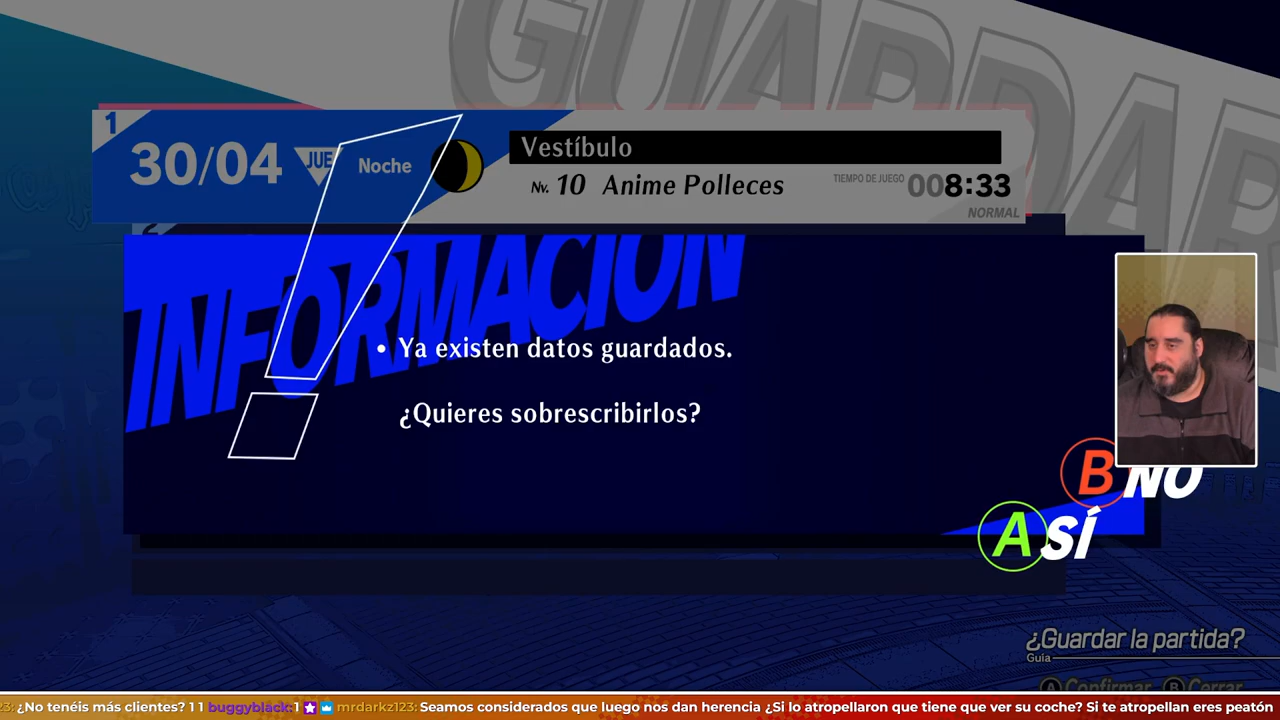 GUARDAR
1
30/04 JUE Noche
Vestíbulo
Nv. 10 Anime Polleces
TIEMPO DE JUEGO 008:33
NORMAL
2
INFORMACIÓN
• Ya existen datos guardados.
¿Quieres sobrescribirlos?
B NO
A SÍ
¿Guardar la partida?
Guía
A Confirmar B Cerrar
23: ¿No tenéis más clientes? 1 1 buggyblack: 1 mrdarkz123: Seamos considerados que luego nos dan herencia ¿Si lo atropellaron que tiene que ver su coche? Si te atropellan eres peatón